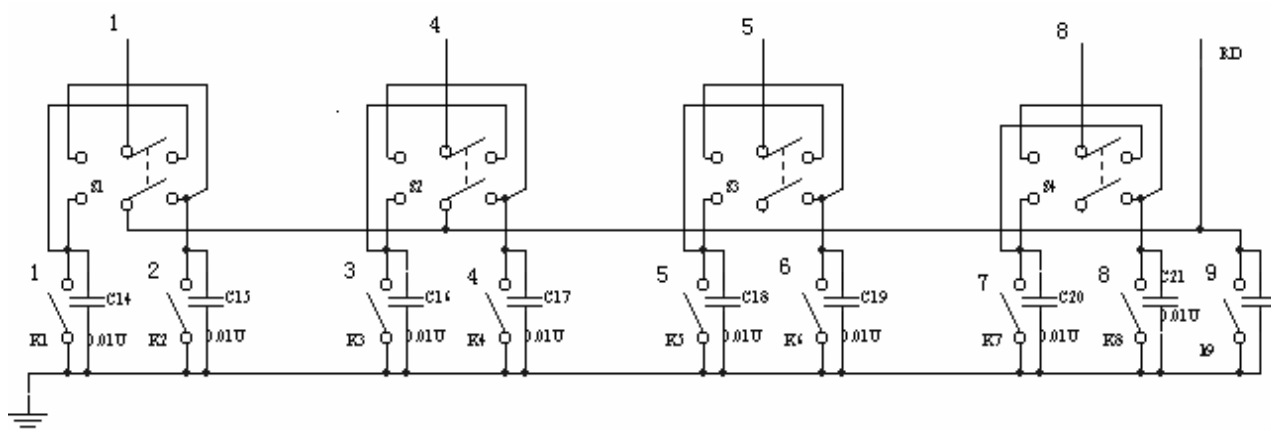 1 4 5 8
RD
S1 S2 S3 S4
1 2 3 4 5 6 7 8 C21 9
C14 C15 C16 C17 C18 C19 C20
0.01U
K1 0.01U K2 0.01U K3 0.01U K4 0.01U K5 0.01U K6 0.01U K7 0.01U K8 K9